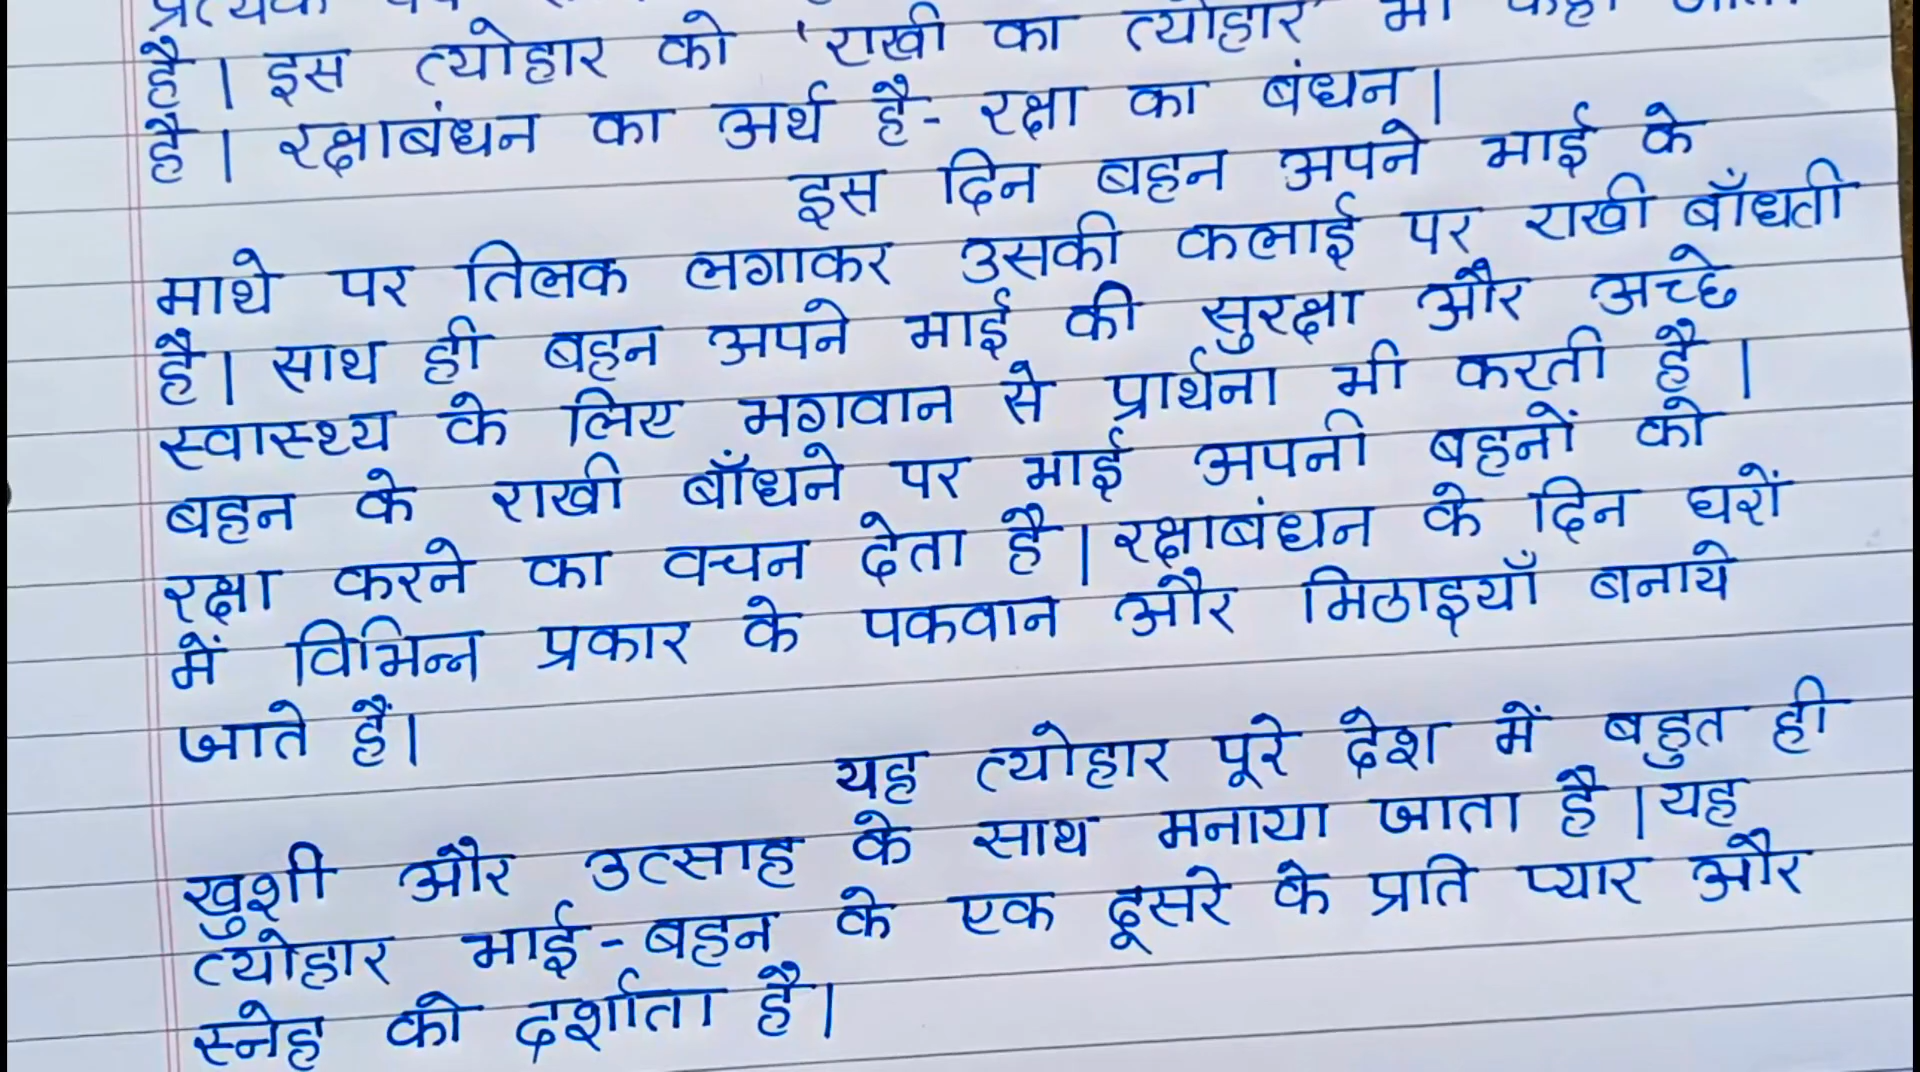 प्रत्येक
है। इस त्योहार को 'राखी का त्योहार' भी कहा जाता
है। रक्षाबंधन का अर्थ है- रक्षा का बंधन।
इस दिन बहन अपने भाई के
माथे पर तिलक लगाकर उसकी कलाई पर राखी बाँधती
है। साथ ही बहन अपने भाई की सुरक्षा और अच्छे
स्वास्थ्य के लिए भगवान से प्रार्थना भी करती है।
बहन के राखी बाँधने पर भाई अपनी बहनों को
रक्षा करने का वचन देता है। रक्षाबंधन के दिन घरों
में विभिन्न प्रकार के पकवान और मिठाइयाँ बनाये
जाते हैं।
यह त्योहार पूरे देश में बहुत ही
खुशी और उत्साह के साथ मनाया जाता है। यह
त्योहार भाई-बहन के एक दूसरे के प्रति प्यार और
स्नेह को दर्शाता है।